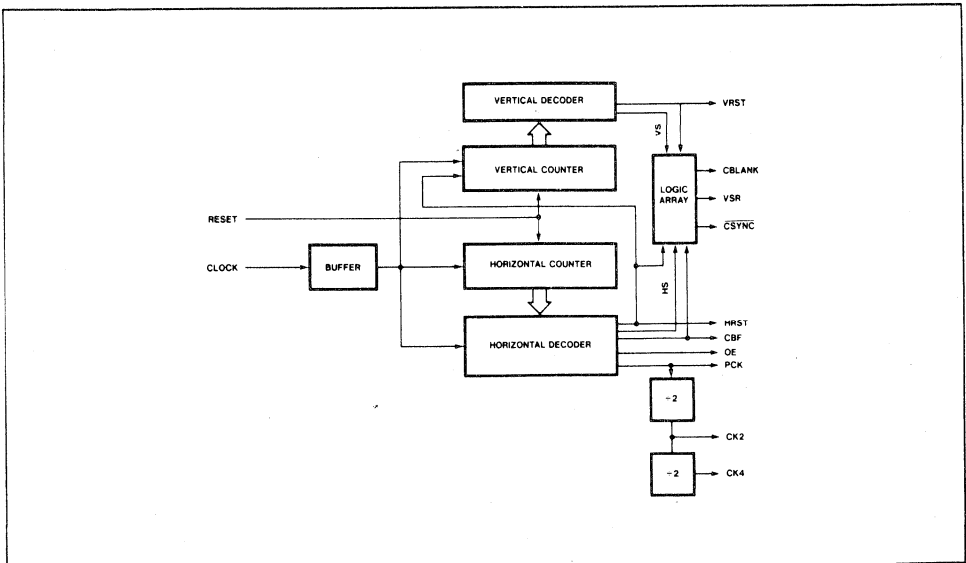 VERTICAL DECODER
VRST
VS
VERTICAL COUNTER
LOGIC
ARRAY
CBLANK
VSR
CSYNC
RESET
CLOCK
BUFFER
HORIZONTAL COUNTER
HS
HORIZONTAL DECODER
HRST
CBF
OE
PCK
÷2
CK2
÷2
CK4